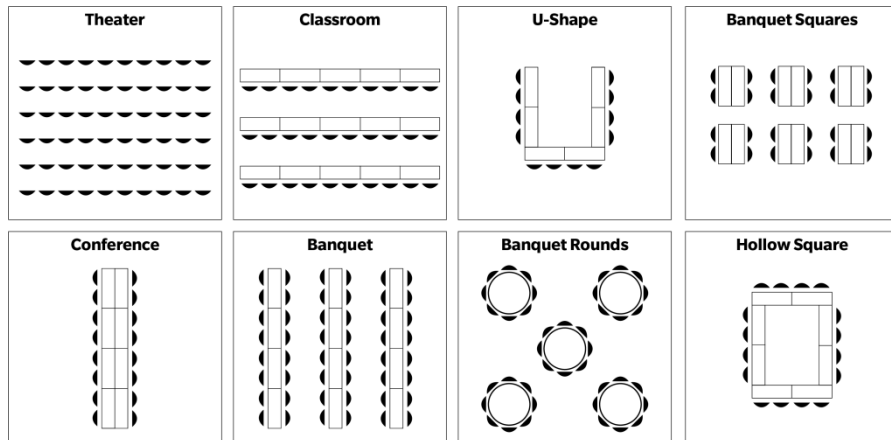 Theater
Classroom
U-Shape
Banquet Squares
Conference
Banquet
Banquet Rounds
Hollow Square